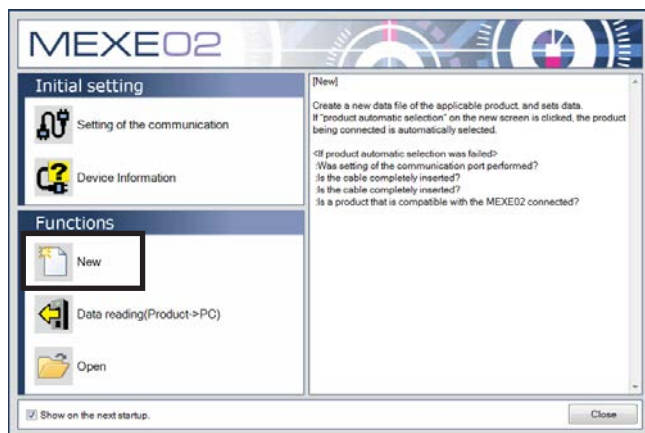 MEXE02
Initial setting
Setting of the communication
Device Information
Functions
New
Data reading(Product->PC)
Open
[New]
Create a new data file of the applicable product, and sets data.
If "product automatic selection" on the new screen is clicked, the product
being connected is automatically selected.
<If product automatic selection was failed>
:Was setting of the communication port performed?
:Is the cable completely inserted?
:Is the cable completely inserted?
:Is a product that is compatible with the MEXE02 connected?
Show on the next startup.
Close